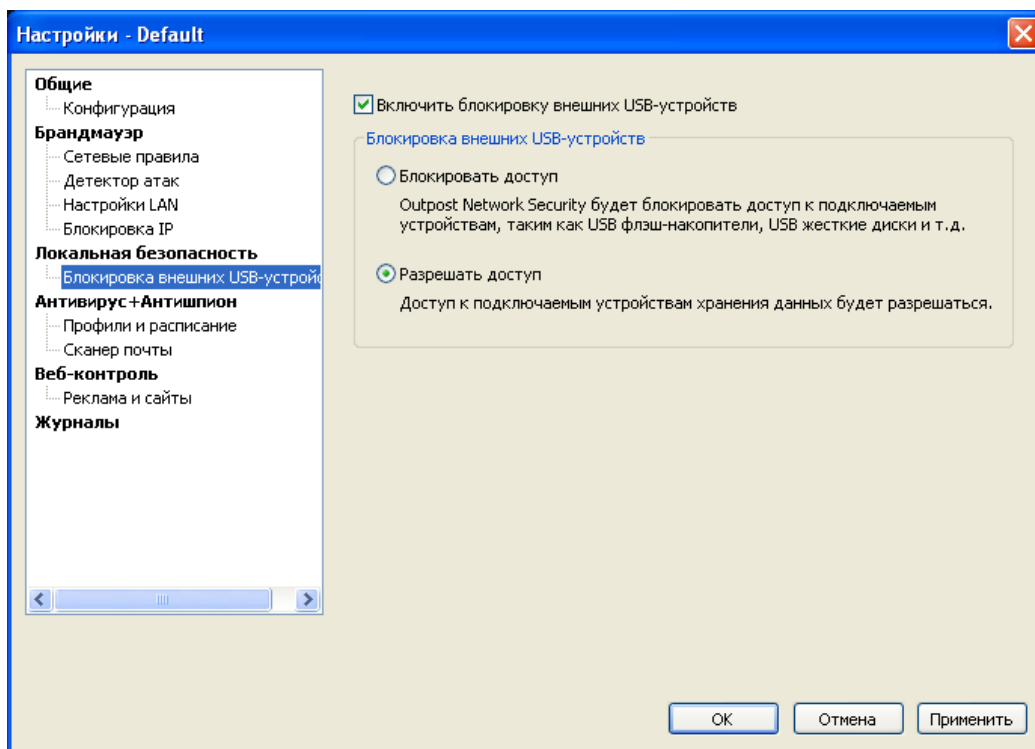 Настройки - Default
Общие
Конфигурация
Брандмауэр
Сетевые правила
Детектор атак
Настройки LAN
Блокировка IP
Локальная безопасность
Блокировка внешних USB-устройс
Антивирус+Антишпион
Профили и расписание
Сканер почты
Веб-контроль
Реклама и сайты
Журналы
Включить блокировку внешних USB-устройств
Блокировка внешних USB-устройств
Блокировать доступ
Outpost Network Security будет блокировать доступ к подключаемым
устройствам, таким как USB флэш-накопители, USB жесткие диски и т.д.
Разрешать доступ
Доступ к подключаемым устройствам хранения данных будет разрешаться.
OK
Отмена
Применить